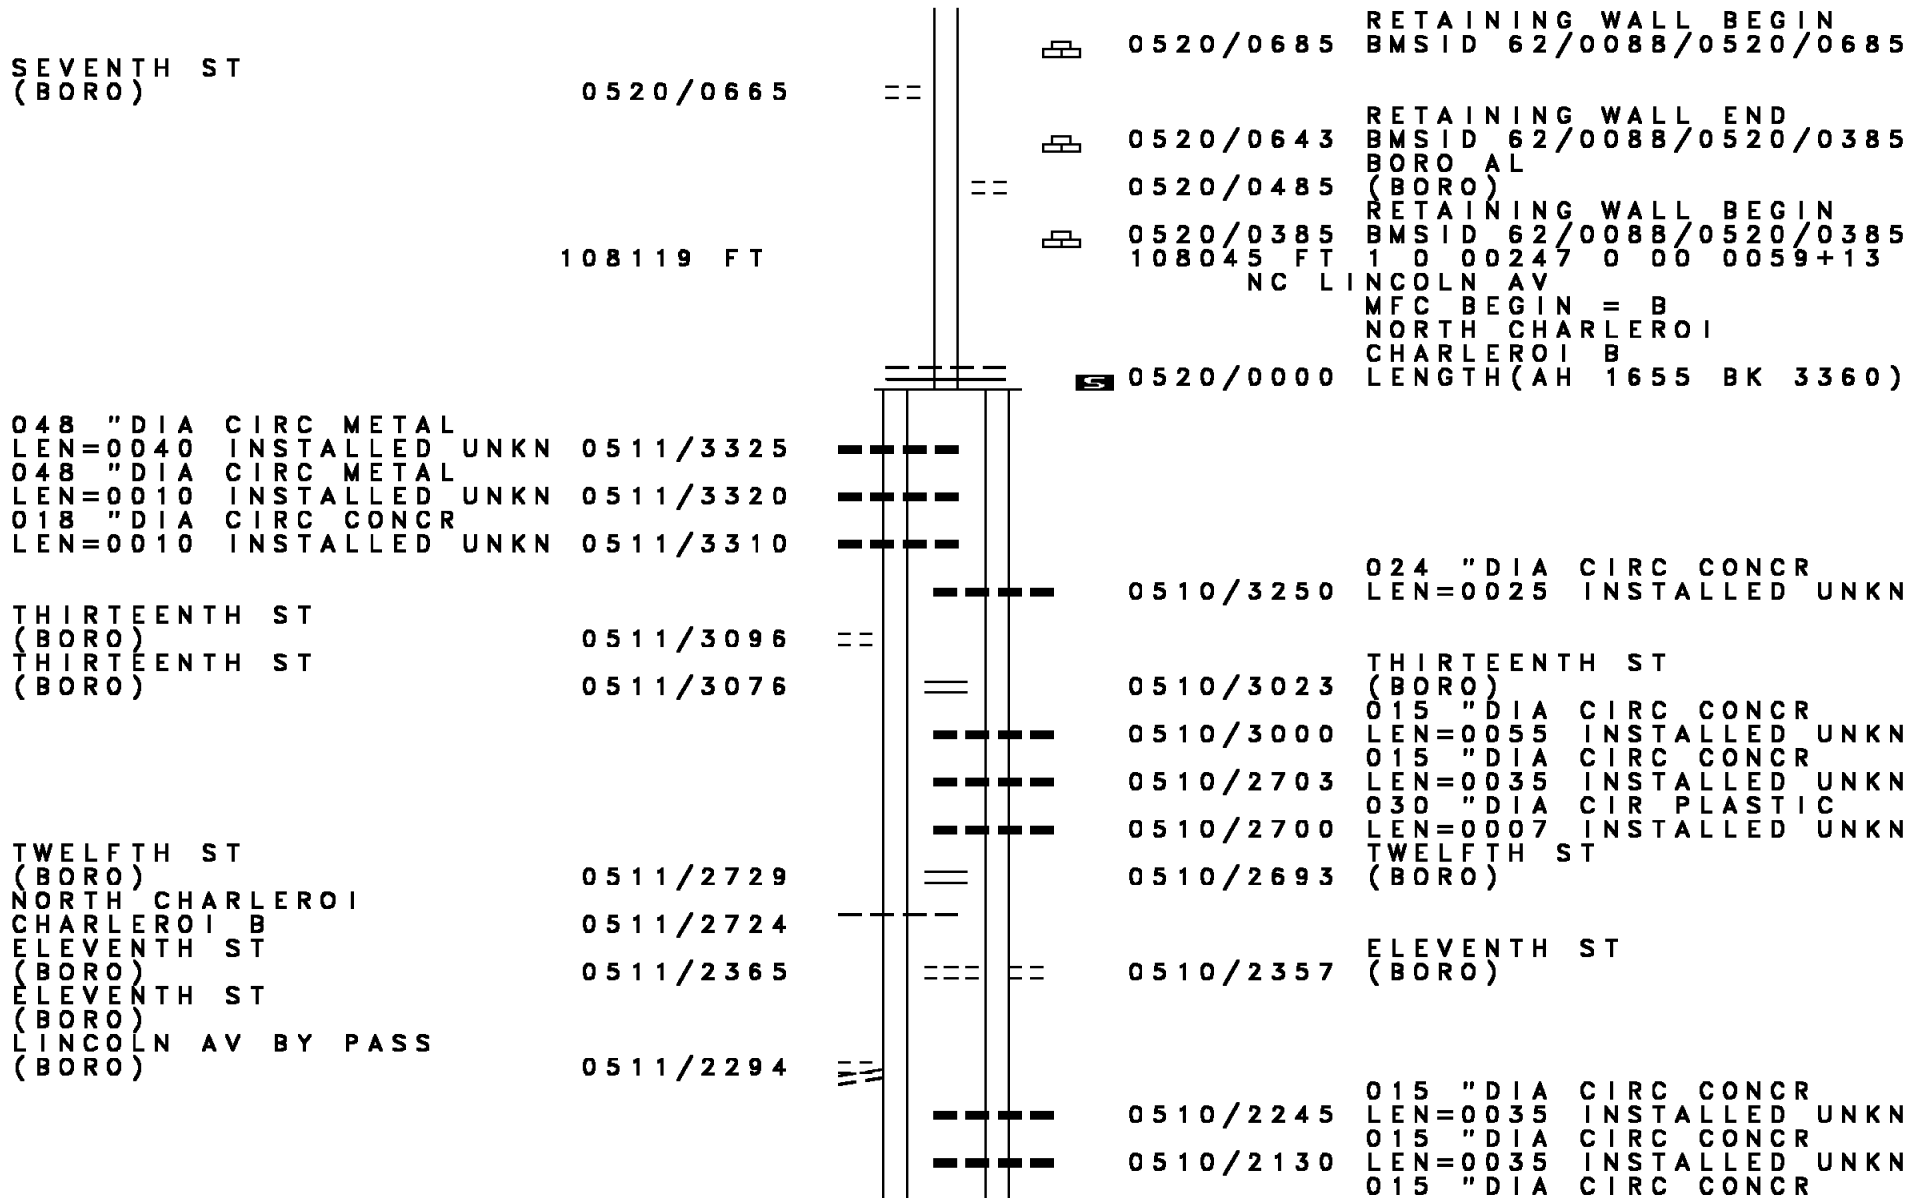 RETAINING WALL BEGIN
0520/0685 BMSID 62/0088/0520/0685
SEVENTH ST
(BORO) 0520/0665
RETAINING WALL END
0520/0643 BMSID 62/0088/0520/0385
BORO AL
0520/0485 (BORO)
RETAINING WALL BEGIN
0520/0385 BMSID 62/0088/0520/0385
108119 FT 108045 FT 1 0 00247 0 00 0059+13
NC LINCOLN AV
MFC BEGIN = B
NORTH CHARLEROI
CHARLEROI B
S 0520/0000 LENGTH(AH 1655 BK 3360)
048 "DIA CIRC METAL
LEN=0040 INSTALLED UNKN 0511/3325
048 "DIA CIRC METAL
LEN=0010 INSTALLED UNKN 0511/3320
018 "DIA CIRC CONCR
LEN=0010 INSTALLED UNKN 0511/3310
024 "DIA CIRC CONCR
0510/3250 LEN=0025 INSTALLED UNKN
THIRTEENTH ST
(BORO) 0511/3096
THIRTEENTH ST THIRTEENTH ST
(BORO) 0511/3076 0510/3023 (BORO)
015 "DIA CIRC CONCR
0510/3000 LEN=0055 INSTALLED UNKN
015 "DIA CIRC CONCR
0510/2703 LEN=0035 INSTALLED UNKN
030 "DIA CIR PLASTIC
0510/2700 LEN=0007 INSTALLED UNKN
TWELFTH ST TWELFTH ST
(BORO) 0511/2729 0510/2693 (BORO)
NORTH CHARLEROI
CHARLEROI B 0511/2724
ELEVENTH ST ELEVENTH ST
(BORO) 0511/2365 0510/2357 (BORO)
ELEVENTH ST
(BORO)
LINCOLN AV BY PASS
(BORO) 0511/2294
015 "DIA CIRC CONCR
0510/2245 LEN=0035 INSTALLED UNKN
015 "DIA CIRC CONCR
0510/2130 LEN=0035 INSTALLED UNKN
015 "DIA CIRC CONCR